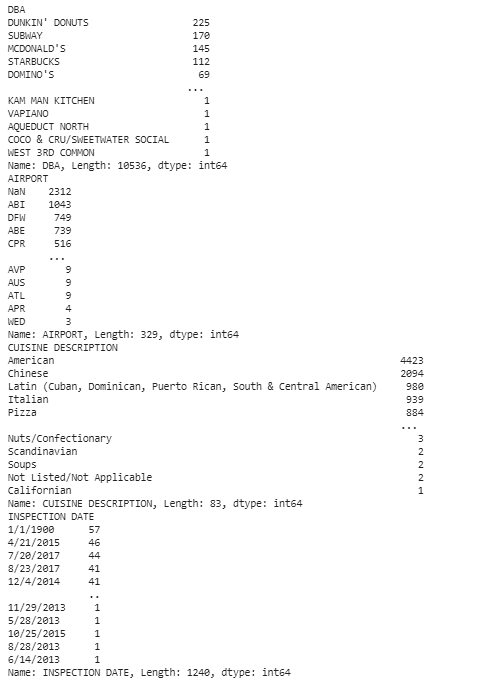 DBA
DUNKIN' DONUTS 225
SUBWAY 170
MCDONALD'S 145
STARBUCKS 112
DOMINO'S 69
...
KAM MAN KITCHEN 1
VAPIANO 1
AQUEDUCT NORTH 1
COCO & CRU/SWEETWATER SOCIAL 1
WEST 3RD COMMON 1
Name: DBA, Length: 10536, dtype: int64
AIRPORT
NaN 2312
ABI 1043
DFW 749
ABE 739
CPR 516
...
AVP 9
AUS 9
ATL 9
APR 4
WED 3
Name: AIRPORT, Length: 329, dtype: int64
CUISINE DESCRIPTION
American 4423
Chinese 2094
Latin (Cuban, Dominican, Puerto Rican, South & Central American) 980
Italian 939
Pizza 884
...
Nuts/Confectionary 3
Scandinavian 2
Soups 2
Not Listed/Not Applicable 2
Californian 1
Name: CUISINE DESCRIPTION, Length: 83, dtype: int64
INSPECTION DATE
1/1/1900 57
4/21/2015 46
7/20/2017 44
8/23/2017 41
12/4/2014 41
..
11/29/2013 1
5/28/2013 1
10/25/2015 1
8/28/2013 1
6/14/2013 1
Name: INSPECTION DATE, Length: 1240, dtype: int64